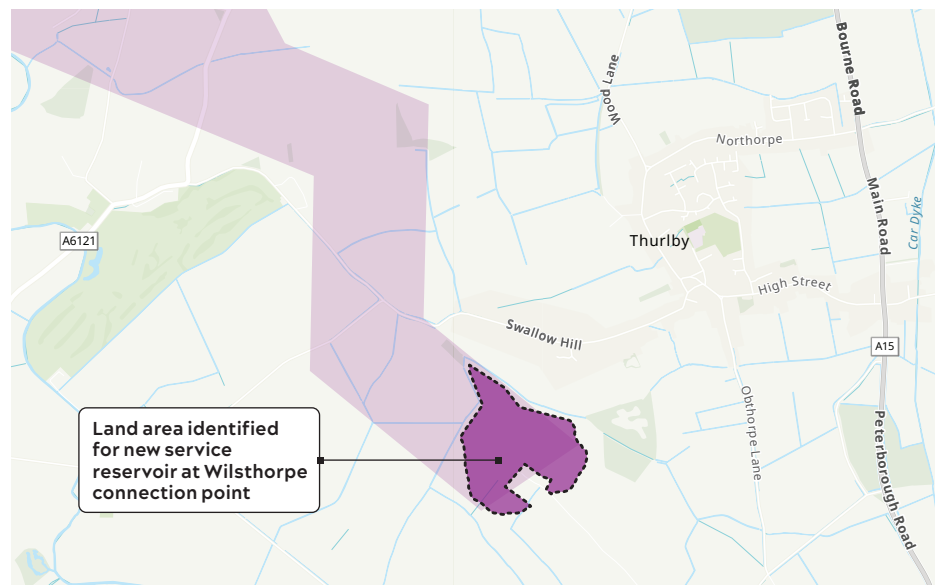 Bourne Road
Wood Lane
Northorpe
Main Road
Car Dyke
A6121
Thurlby
High Street
Swallow Hill
A15
Obthorpe Lane
Peterborough Road
Land area identified
for new service
reservoir at Wilsthorpe
connection point